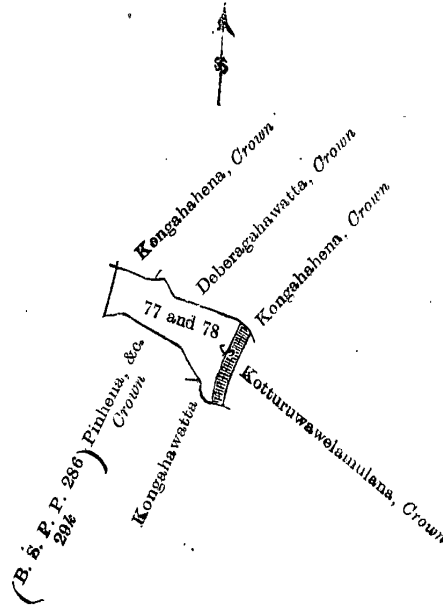 Kongahahena, Crown
Deberagahawatta, Crown
Kongahahena, Crown
77 and 78
Kotturuwawelamulana, Crown
Pinhena, &c.
Crown
(B. S. P. P. 286)
29k
Kongahawatta